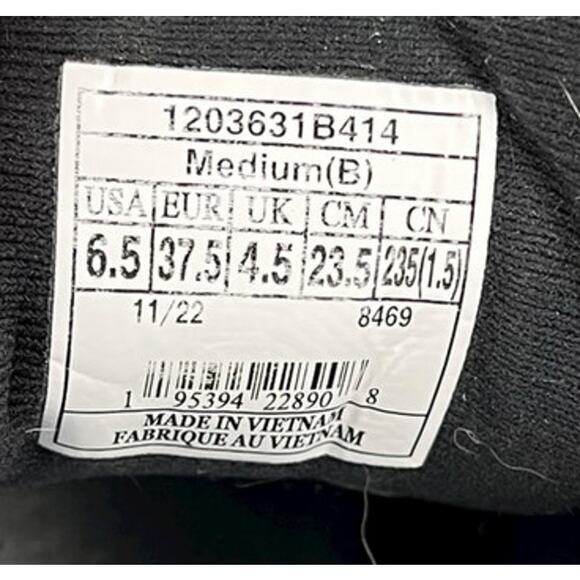 1203631B414
Medium(B)
USA EUR UK CM CN
6.5 37.5 4.5 23.5 235(1.5)
11/22 8469
1 95394 22890 8
MADE IN VIETNAM
FABRIQUE AU VIETNAM